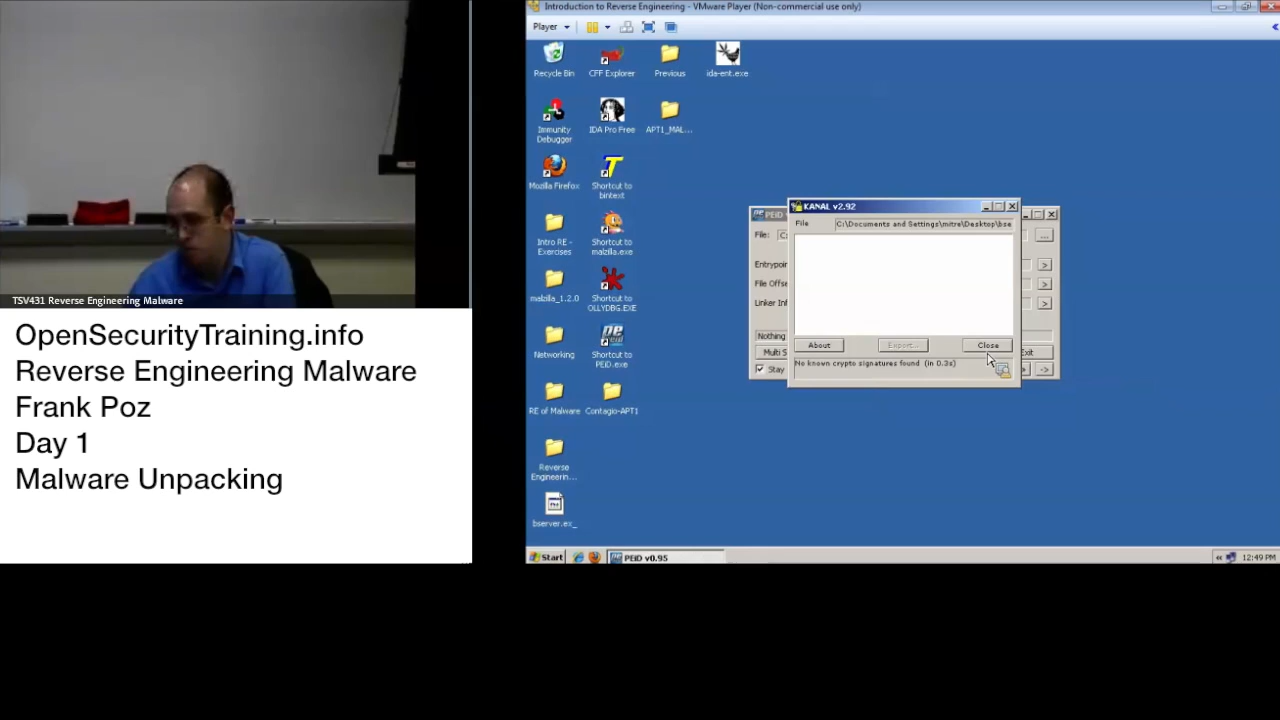 TSV431 Reverse Engineering Malware
OpenSecurityTraining.info
Reverse Engineering Malware
Frank Poz
Day 1
Malware Unpacking
Introduction to Reverse Engineering - VMware Player (Non-commercial use only)
Player
Recycle Bin
CFF Explorer
Previous
ida-ent.exe
Immunity
Debugger
IDA Pro Free
APT1_MAL...
Mozilla Firefox
Shortcut to
bintext
Intro RE -
Exercises
Shortcut to
malzilla.exe
malzilla_1.2.0
Shortcut to
OLLYDBG.EXE
Networking
Shortcut to
PEiD.exe
RE of Malware
Contagio-APT1
Reverse
Engineerin...
bserver.ex_
PEiD
File: C:
...
Entrypoi
>
File Offse
>
Linker Inf
>
Nothing
Multi S
Exit
Stay
->
KANAL v2.92
File
C:\Documents and Settings\mitre\Desktop\bse
About
Export...
Close
No known crypto signatures found (in 0.3s)
Start
PEiD v0.95
12:49 PM